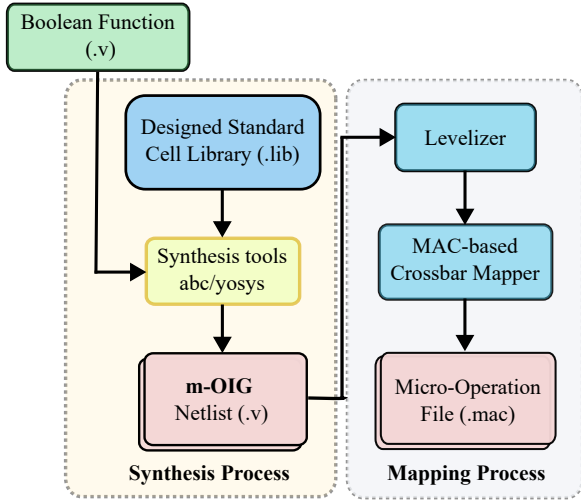 Boolean Function
(.v)
Designed Standard
Cell Library (.lib)
Synthesis tools
abc/yosys
m-OIG
Netlist (.v)
Synthesis Process
Levelizer
MAC-based
Crossbar Mapper
Micro-Operation
File (.mac)
Mapping Process